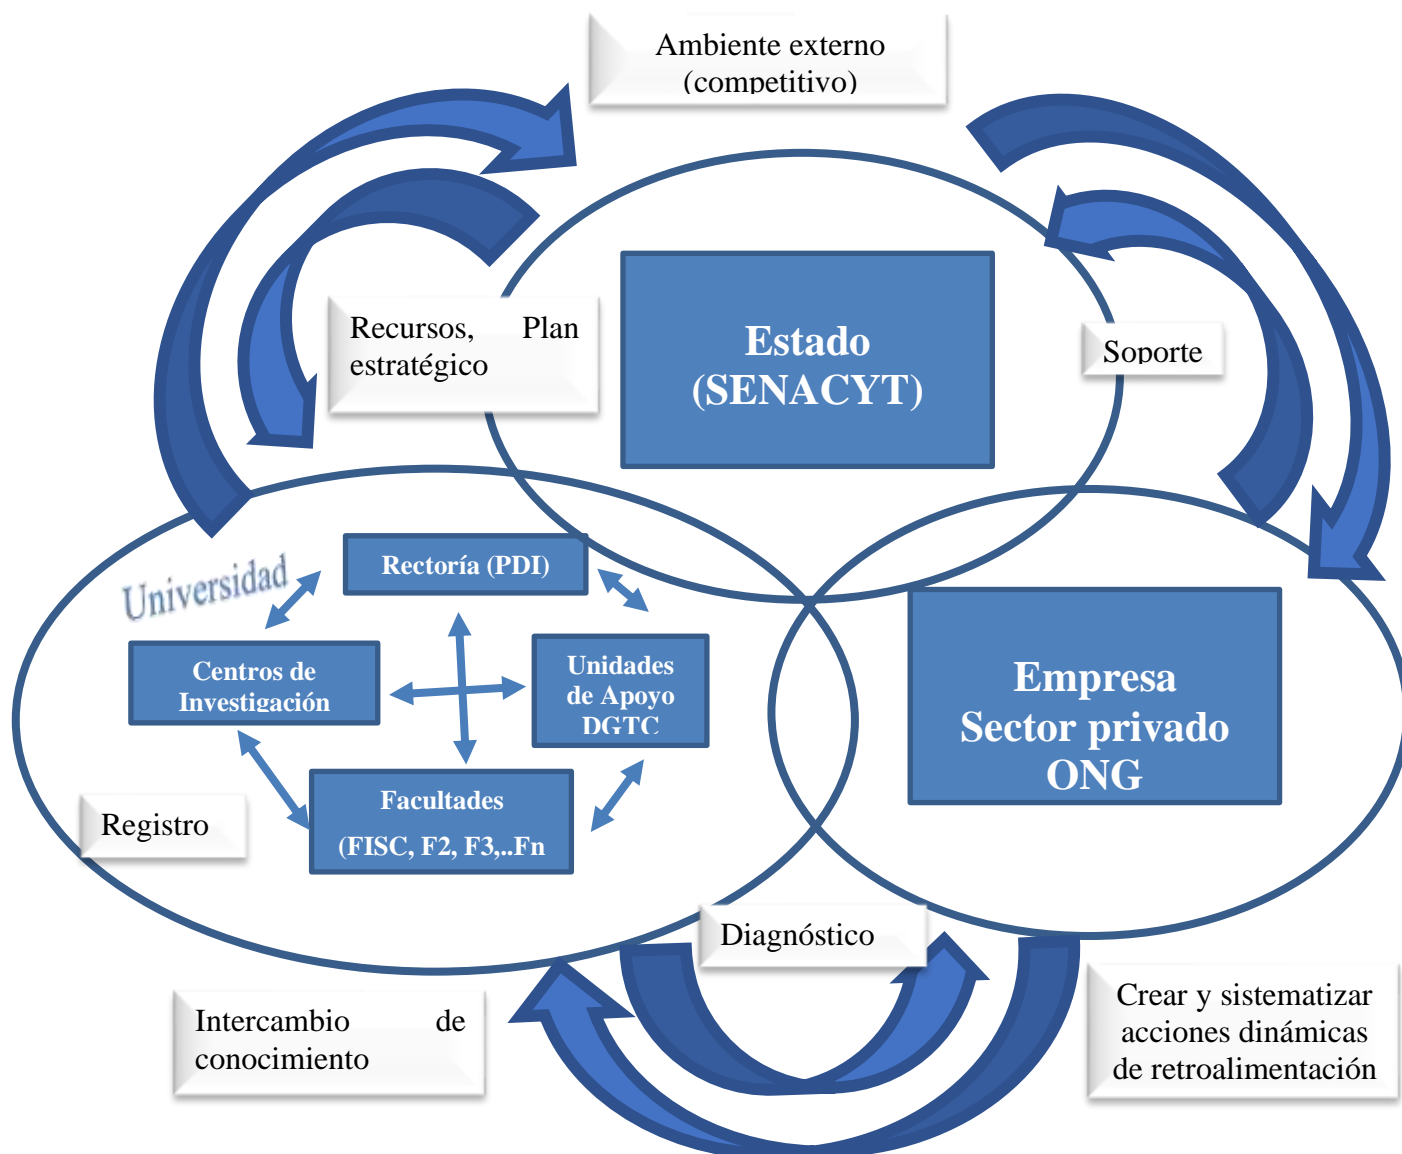 Ambiente externo
(competitivo)
Recursos, Plan
estratégico
Estado
(SENACYT)
Soporte
Universidad
Rectoría (PDI)
Centros de
Investigación
Unidades
de Apoyo
DGTC
Empresa
Sector privado
ONG
Facultades
(FISC, F2, F3,..Fn
Registro
Diagnóstico
Intercambio de
conocimiento
Crear y sistematizar
acciones dinámicas
de retroalimentación